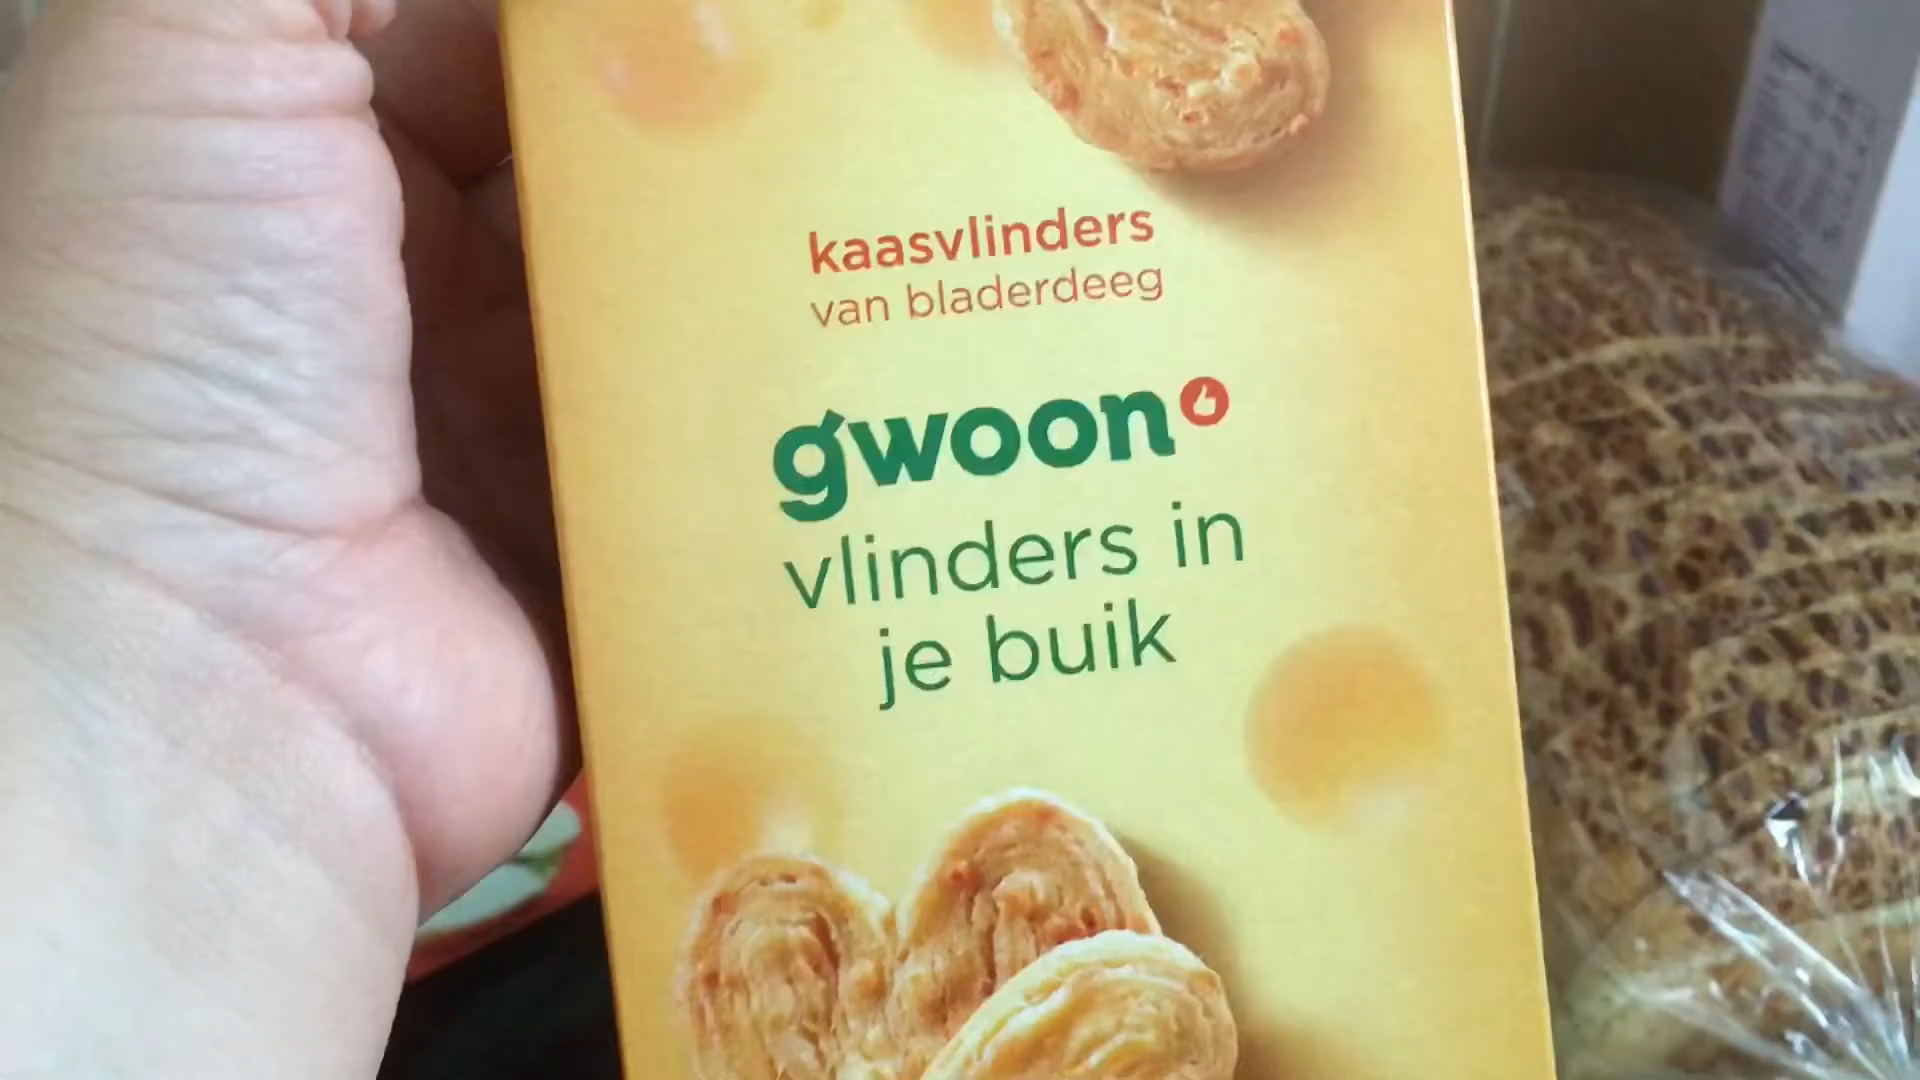 kaasvlinders
van bladerdeeg
gwoon
vlinders in
je buik